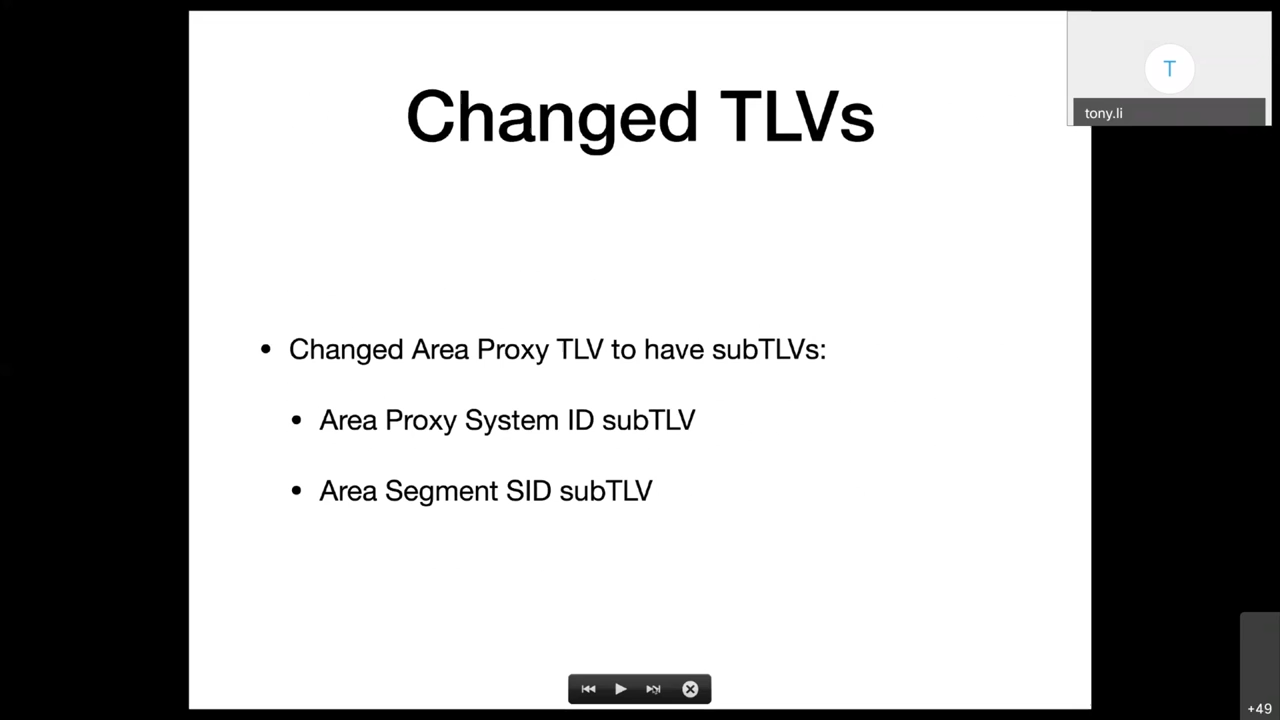 Changed TLVs
T
tony.li
• Changed Area Proxy TLV to have subTLVs:
• Area Proxy System ID subTLV
• Area Segment SID subTLV
+49